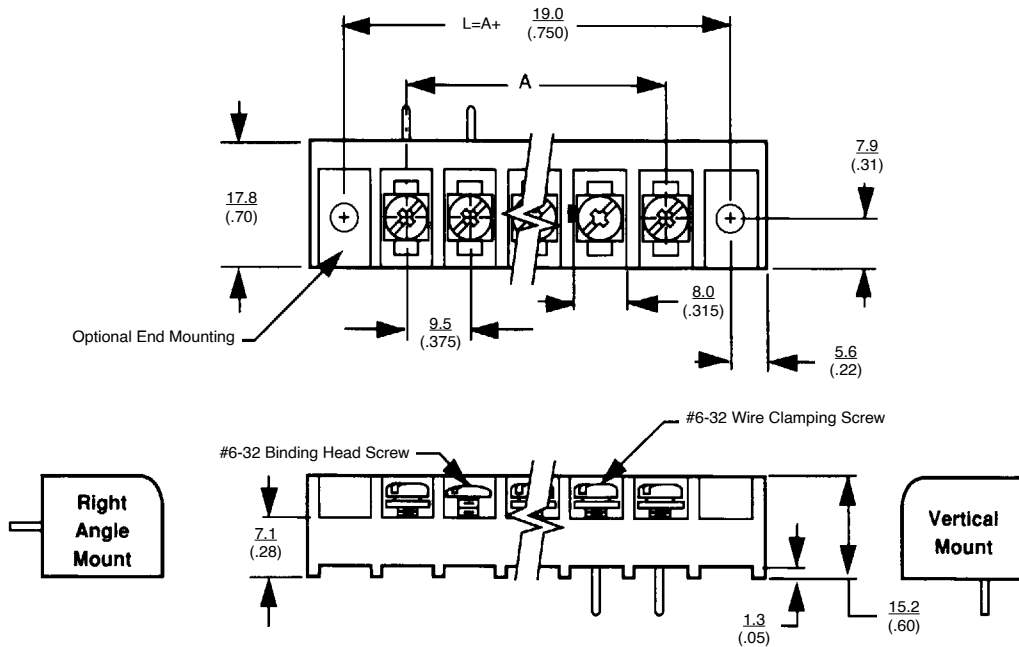 L=A+ 19.0
(.750)
A
7.9
(.31)
17.8
(.70)
8.0
(.315)
9.5
(.375)
Optional End Mounting
5.6
(.22)
#6-32 Wire Clamping Screw
#6-32 Binding Head Screw
Right
Angle
Mount
7.1
(.28)
Vertical
Mount
1.3
(.05)
15.2
(.60)